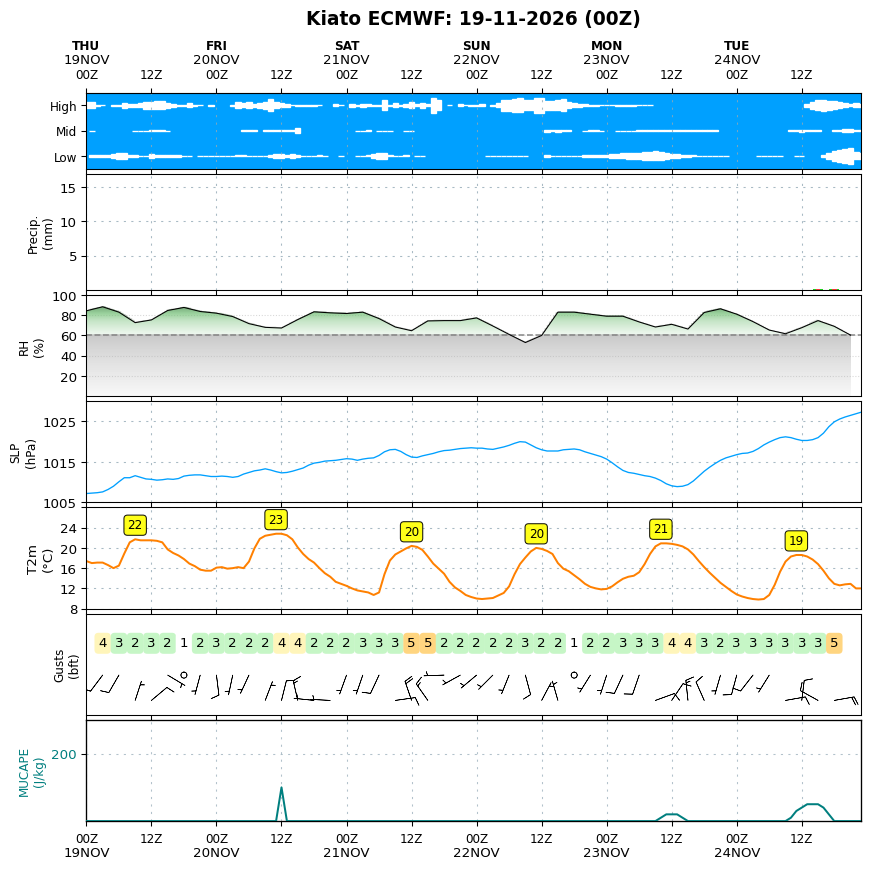 Kiato ECMWF: 19-11-2026 (00Z)
THU FRI SAT SUN MON TUE
19NOV 20NOV 21NOV 22NOV 23NOV 24NOV
00Z 12Z 00Z 12Z 00Z 12Z 00Z 12Z 00Z 12Z 00Z 12Z
High
Mid
Low
Precip.
(mm)
15
10
5
RH
(%)
100
80
60
40
20
SLP
(hPa)
1025
1015
1005
T2m
(°C)
24
20
16
12
8
22 23 20 20 21 19
Gusts
(bft)
4 3 2 3 2 1 2 3 2 2 2 4 4 2 2 2 3 3 3 5 5 2 2 2 2 2 3 2 2 1 2 2 3 3 3 4 4 3 2 3 3 3 3 3 3 5
MUCAPE
(J/kg)
200
00Z 12Z 00Z 12Z 00Z 12Z 00Z 12Z 00Z 12Z 00Z 12Z
19NOV 20NOV 21NOV 22NOV 23NOV 24NOV